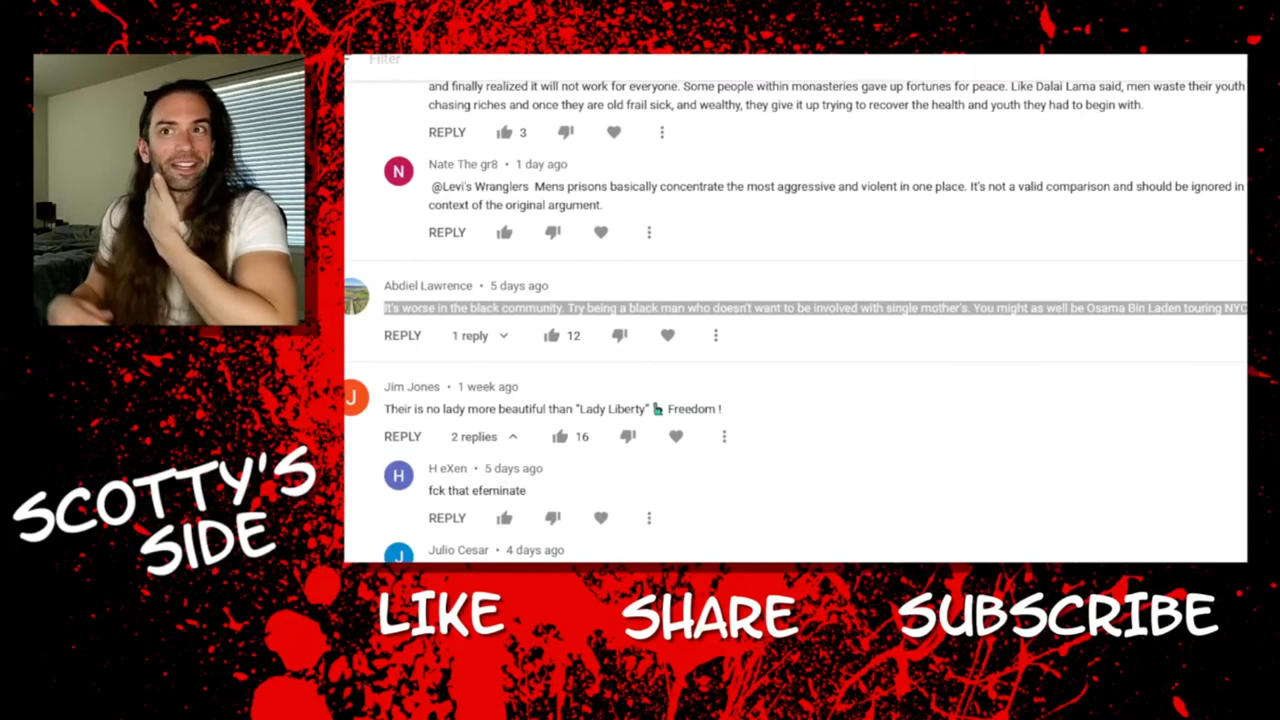 Filter
and finally realized it will not work for everyone. Some people within monasteries gave up fortunes for peace. Like Dalai Lama said, men waste their youth
chasing riches and once they are old frail sick, and wealthy, they give it up trying to recover the health and youth they had to begin with.
REPLY 3
N Nate The gr8 • 1 day ago
@Levi's Wranglers Mens prisons basically concentrate the most aggressive and violent in one place. It's not a valid comparison and should be ignored in
context of the original argument.
REPLY
Abdiel Lawrence • 5 days ago
It's worse in the black community. Try being a black man who doesn't want to be involved with single mother's. You might as well be Osama Bin Laden touring NYC
REPLY 1 reply 12
J Jim Jones • 1 week ago
Their is no lady more beautiful than "Lady Liberty" 🗽 Freedom !
REPLY 2 replies 16
H H eXen • 5 days ago
fck that efeminate
REPLY
J Julio Cesar • 4 days ago
SCOTTY'S
SIDE
LIKE SHARE SUBSCRIBE